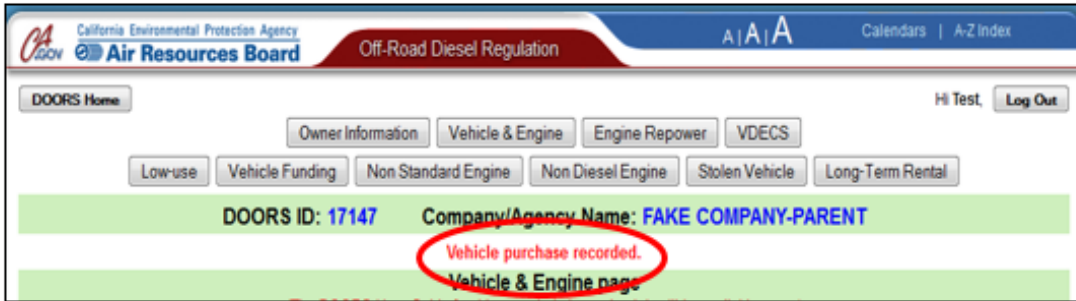 California Environmental Protection Agency
CA.GOV Air Resources Board
Off-Road Diesel Regulation
A | A | A
Calendars | A-Z Index
DOORS Home
Hi Test, Log Out
Owner Information Vehicle & Engine Engine Repower VDECS
Low-use Vehicle Funding Non Standard Engine Non Diesel Engine Stolen Vehicle Long-Term Rental
DOORS ID: 17147 Company/Agency Name: FAKE COMPANY-PARENT
Vehicle purchase recorded.
Vehicle & Engine page